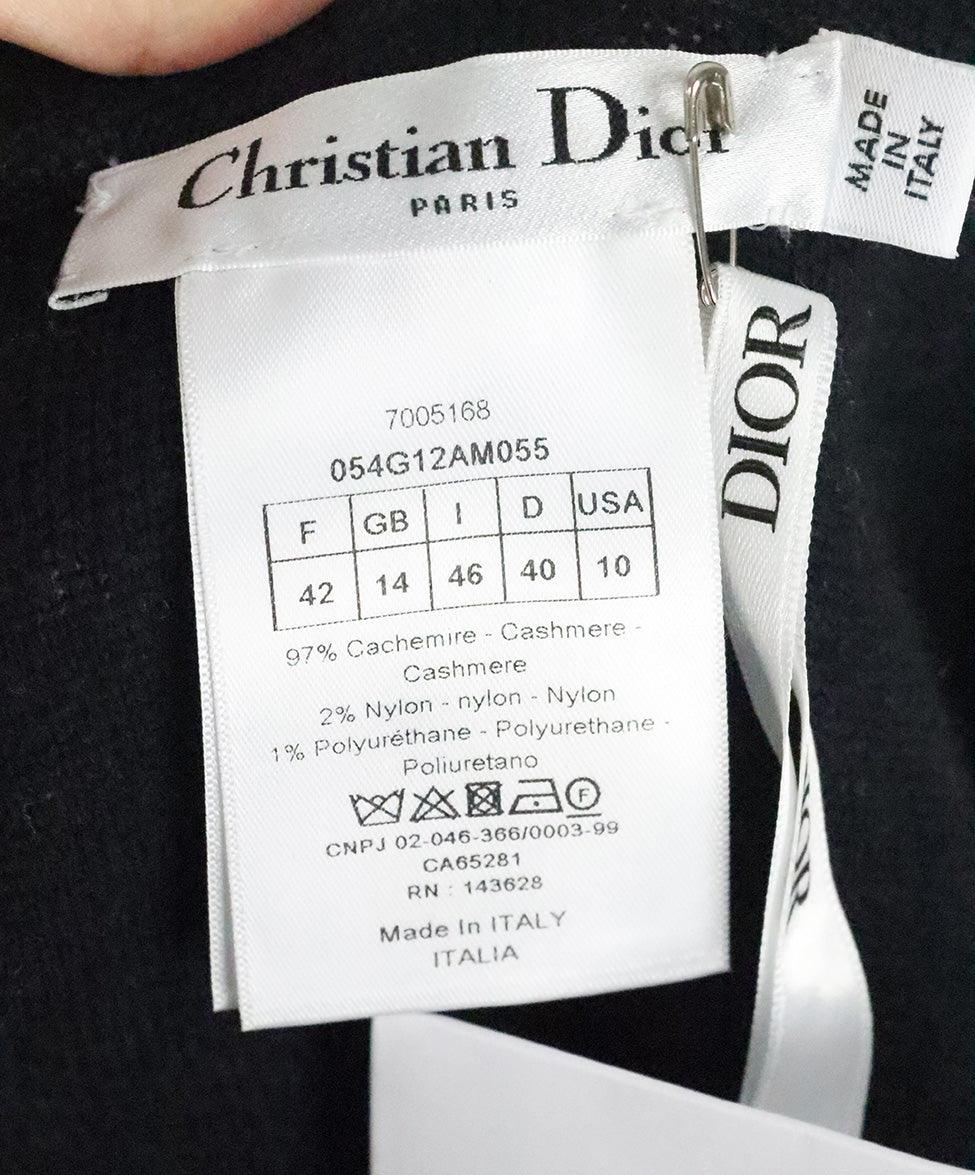 Christian Dior
PARIS
MADE
IN
ITALY
DIOR
7005168
054G12AM055
F GB I D USA
42 14 46 40 10
97% Cachemire - Cashmere -
Cashmere
2% Nylon - nylon - Nylon
1% Polyuréthane - Polyurethane -
Poliuretano
F
CNPJ 02-046-366/0003-99
CA65281
RN : 143628
Made In ITALY
ITALIA